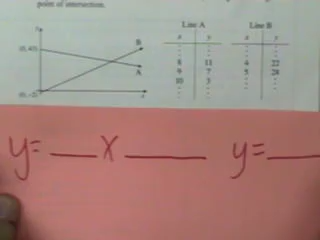 point of intersection.
y
(0, 43)
B
A
(0, -2)
x
Line A Line B
x y x y
8 11 4 22
9 7 5 28
10 3
y= ___ x ______ y= ____